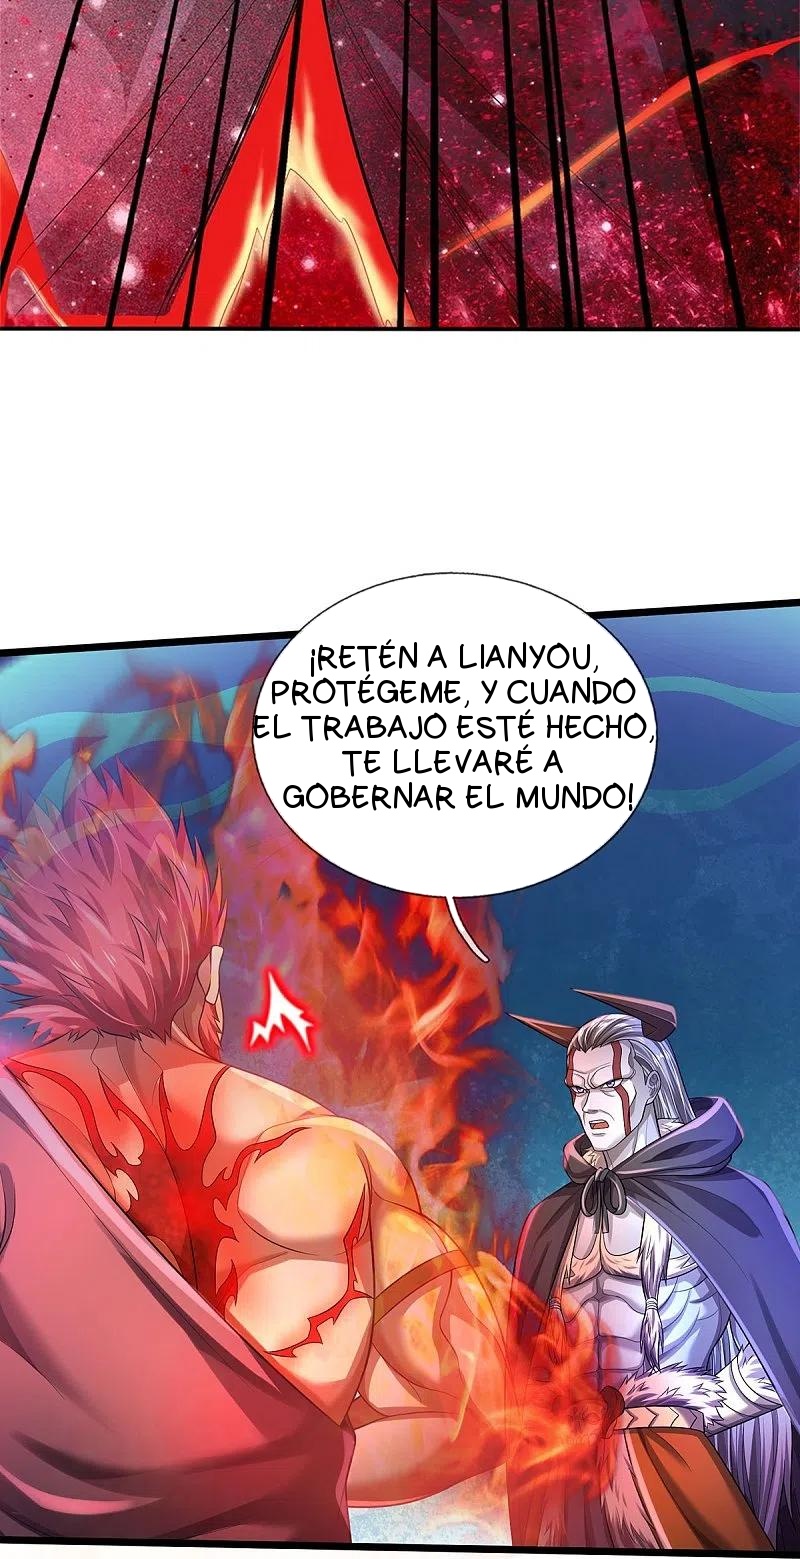 ¡RETÉN A LIANYOU,
PROTÉGEME, Y CUANDO
EL TRABAJO ESTÉ HECHO,
TE LLEVARÉ A
GOBERNAR EL MUNDO!